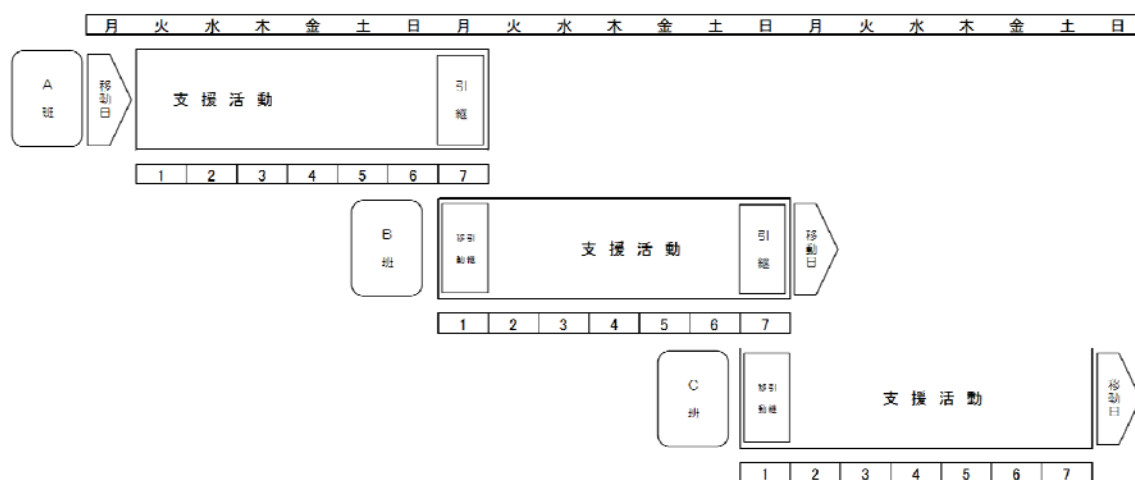 月 火 水 木 金 土 日 月 火 水 木 金 土 日 月 火 水 木 金 土 日
A班
移動日
支援活動
引継
1 2 3 4 5 6 7
B班
移動引継
支援活動
引継
移動日
1 2 3 4 5 6 7
C班
移動引継
支援活動
移動日
1 2 3 4 5 6 7